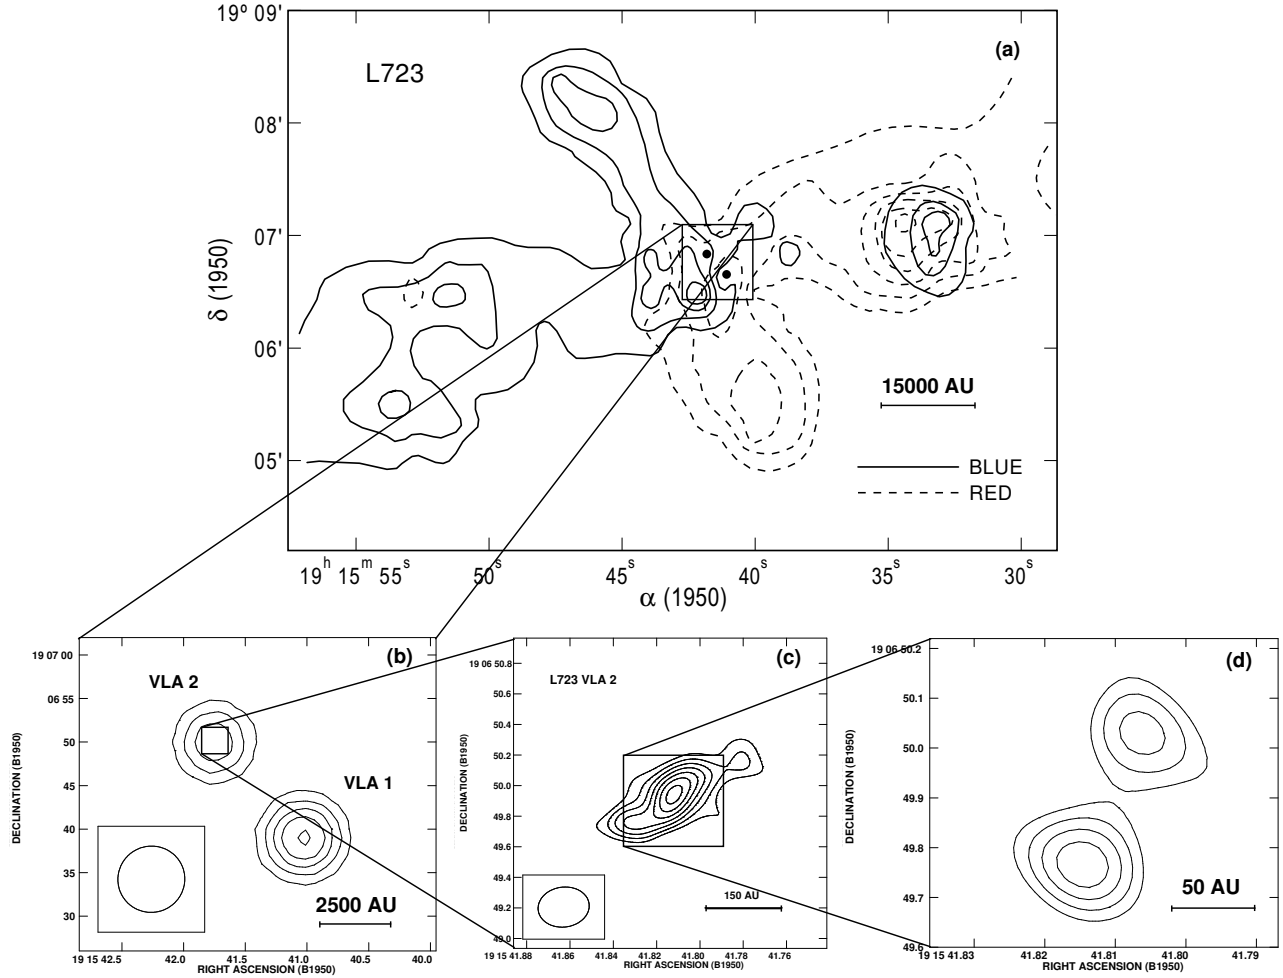 19º 09'
(a)
L723
08'
07'
06'
05'
δ (1950)
15000 AU
BLUE
RED
19h 15m 55s 50s 45s 40s 35s 30s
α (1950)
(b)
VLA 2
VLA 1
19 07 00
06 55
50
45
40
35
30
DECLINATION (B1950)
2500 AU
19 15 42.5 42.0 41.5 41.0 40.5 40.0
RIGHT ASCENSION (B1950)
(c)
L723 VLA 2
19 06 50.8
50.6
50.4
50.2
50.0
49.8
49.6
49.4
49.2
49.0
DECLINATION (B1950)
150 AU
19 15 41.88 41.86 41.84 41.82 41.80 41.78 41.76
RIGHT ASCENSION (B1950)
(d)
19 06 50.2
50.1
50.0
49.9
49.8
49.7
49.6
DECLINATION (B1950)
50 AU
19 15 41.83 41.82 41.81 41.80 41.79
RIGHT ASCENSION (B1950)